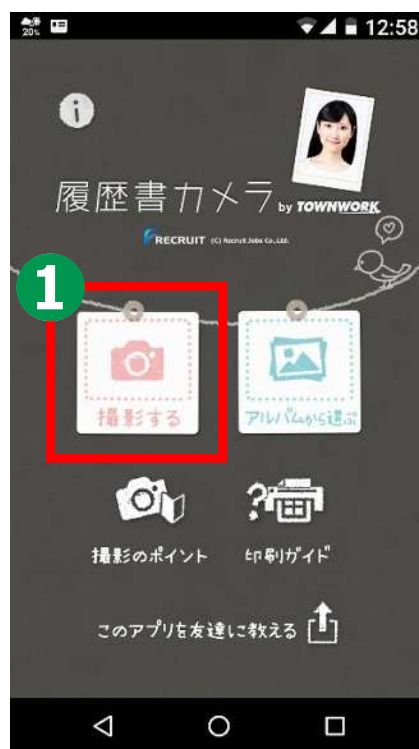 20%
12:58
i
履歴書カメラ by TOWNWORK
RECRUIT (C) Recruit Jobs Co.,Ltd.
1
撮影する
アルバムから選ぶ
撮影のポイント
印刷ガイド
このアプリを友達に教える